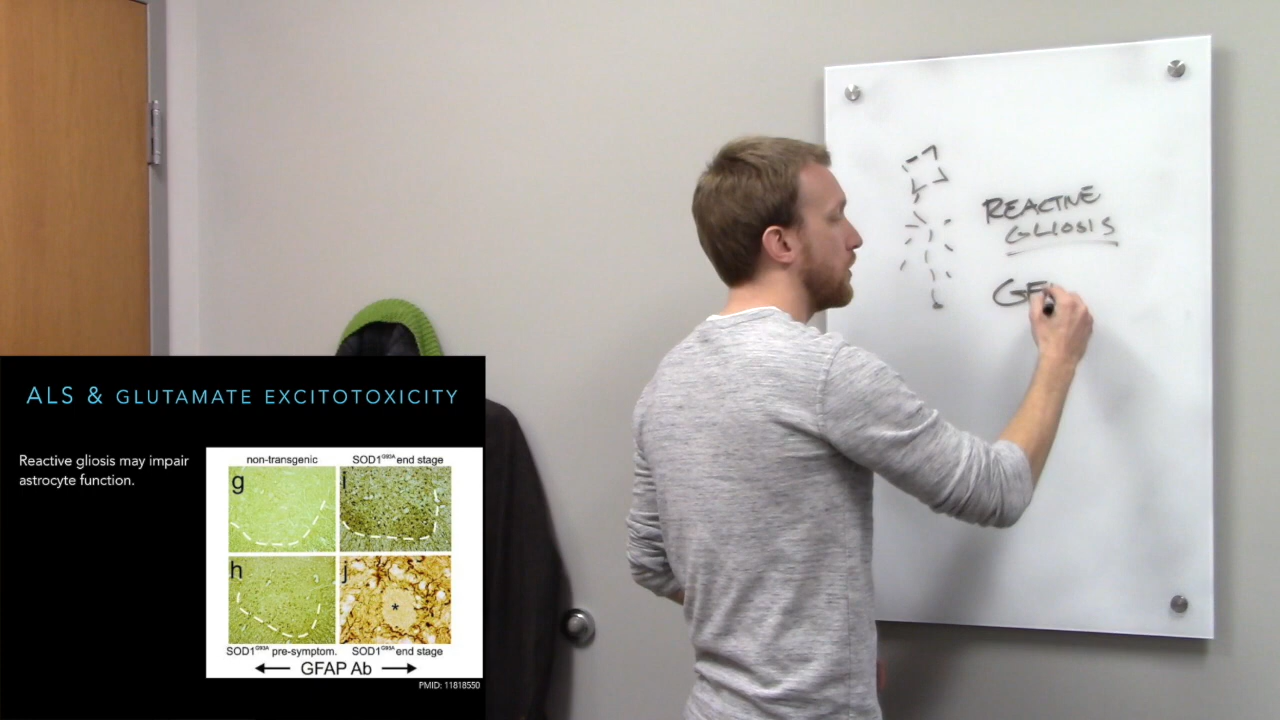 REACTIVE
GLIOSIS
GF
ALS & GLUTAMATE EXCITOTOXICITY
Reactive gliosis may impair
astrocyte function.
non-transgenic SOD1G93A end stage
g i
h j
*
SOD1G93A pre-symptom. SOD1G93A end stage
GFAP Ab
PMID: 11818550